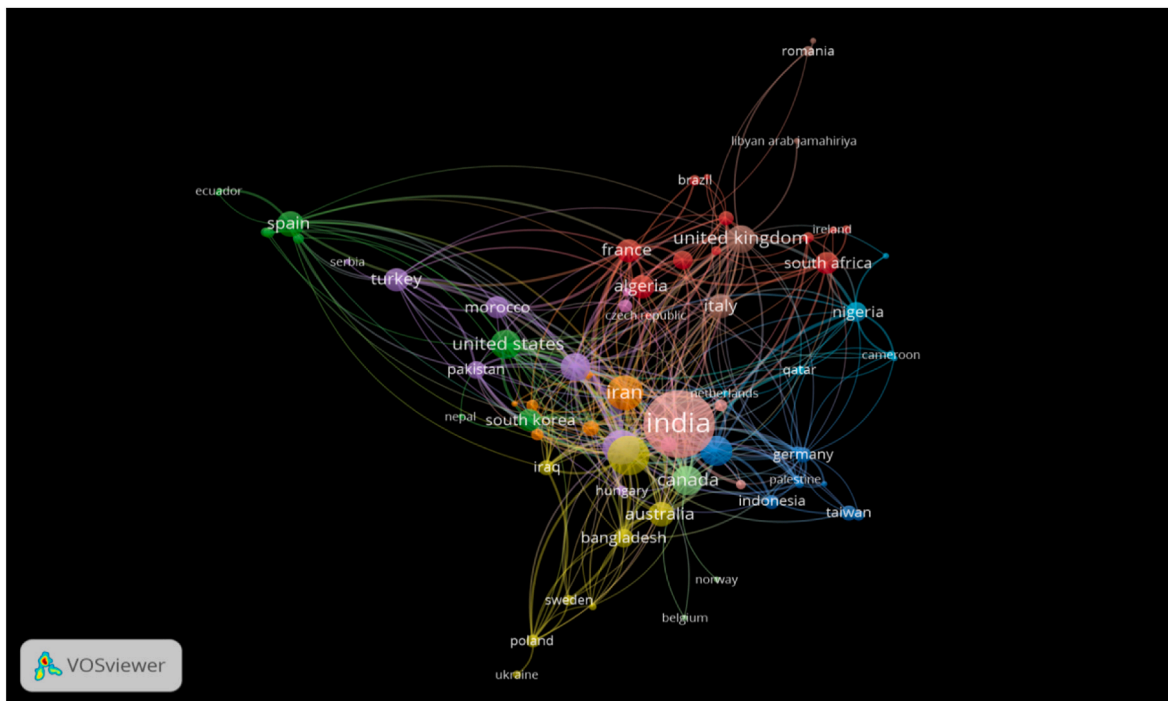 romania
libyan arab jamahiriya
brazil
ecuador
spain
ireland
united kingdom
france
serbia
south africa
turkey
algeria
morocco
italy
nigeria
czech republic
united states
cameroon
pakistan
qatar
iran
netherlands
nepal
south korea
india
germany
iraq
canada
palestine
hungary
indonesia
australia
taiwan
bangladesh
norway
sweden
belgium
poland
VOSviewer
ukraine